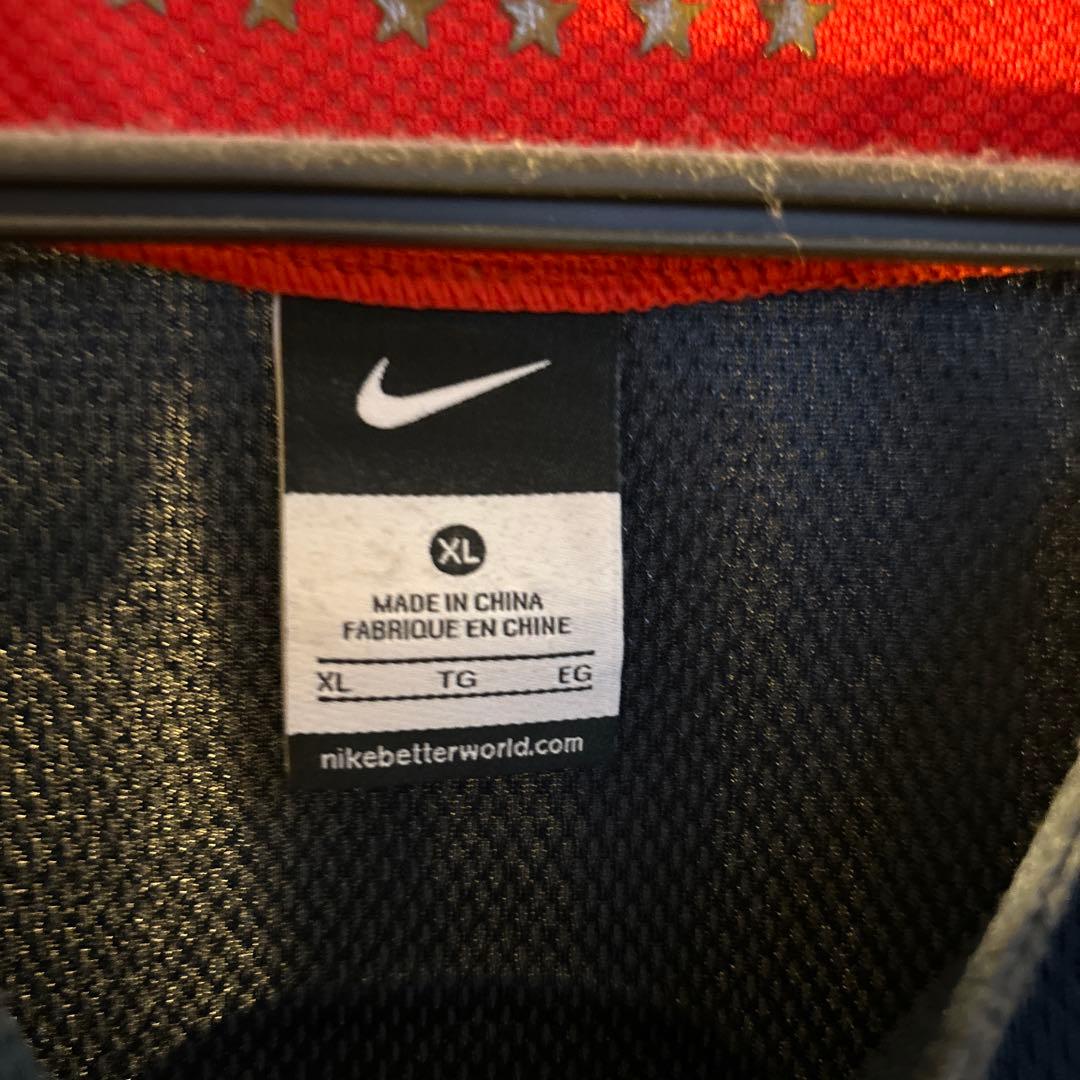 XL
MADE IN CHINA
FABRIQUE EN CHINE
XL TG EG
nikebetterworld.com